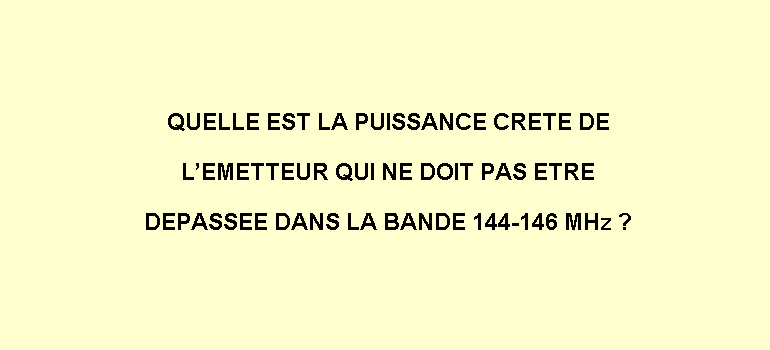 QUELLE EST LA PUISSANCE CRETE DE
L’EMETTEUR QUI NE DOIT PAS ETRE
DEPASSEE DANS LA BANDE 144-146 MHz ?